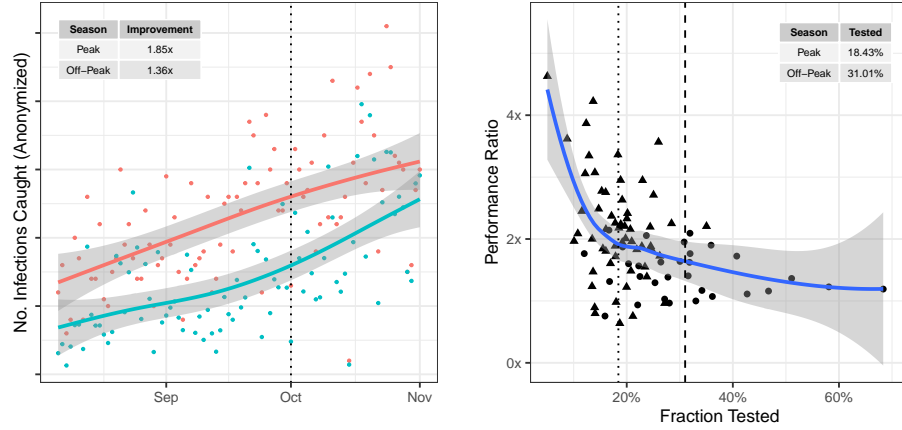 No. Infections Caught (Anonymized)
Season Improvement
Peak 1.85x
Off−Peak 1.36x
Sep Oct Nov
Performance Ratio
4x
2x
0x
Season Tested
Peak 18.43%
Off−Peak 31.01%
20% 40% 60%
Fraction Tested